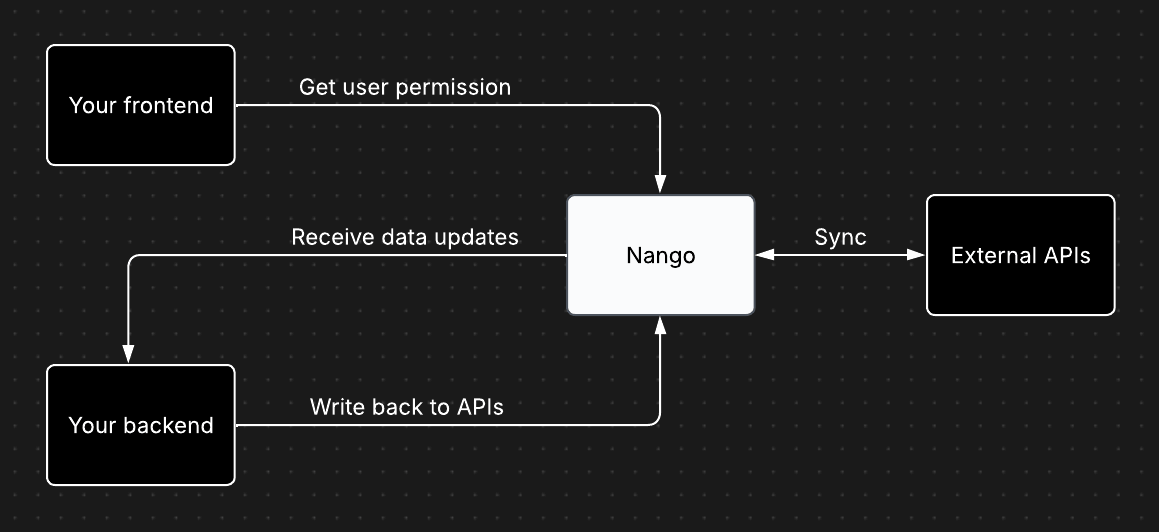 Get user permission
Your frontend
Receive data updates
Nango
Sync
External APIs
Write back to APIs
Your backend